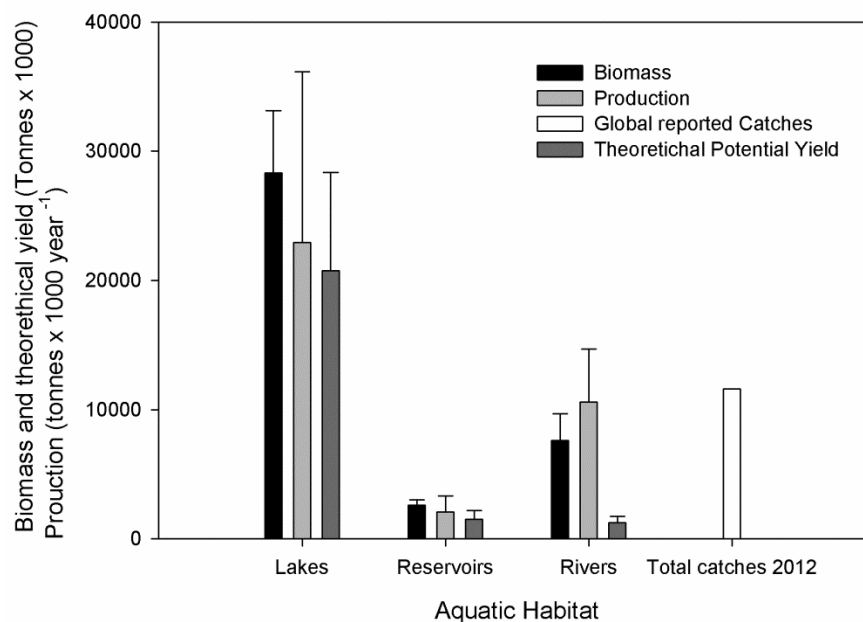 Biomass and theorethical yield (Tonnes x 1000)
Prouction (tonnes x 1000 year⁻¹)
40000
30000
20000
10000
0
Biomass
Production
Global reported Catches
Theoretichal Potential Yield
Lakes
Reservoirs
Rivers
Total catches 2012
Aquatic Habitat